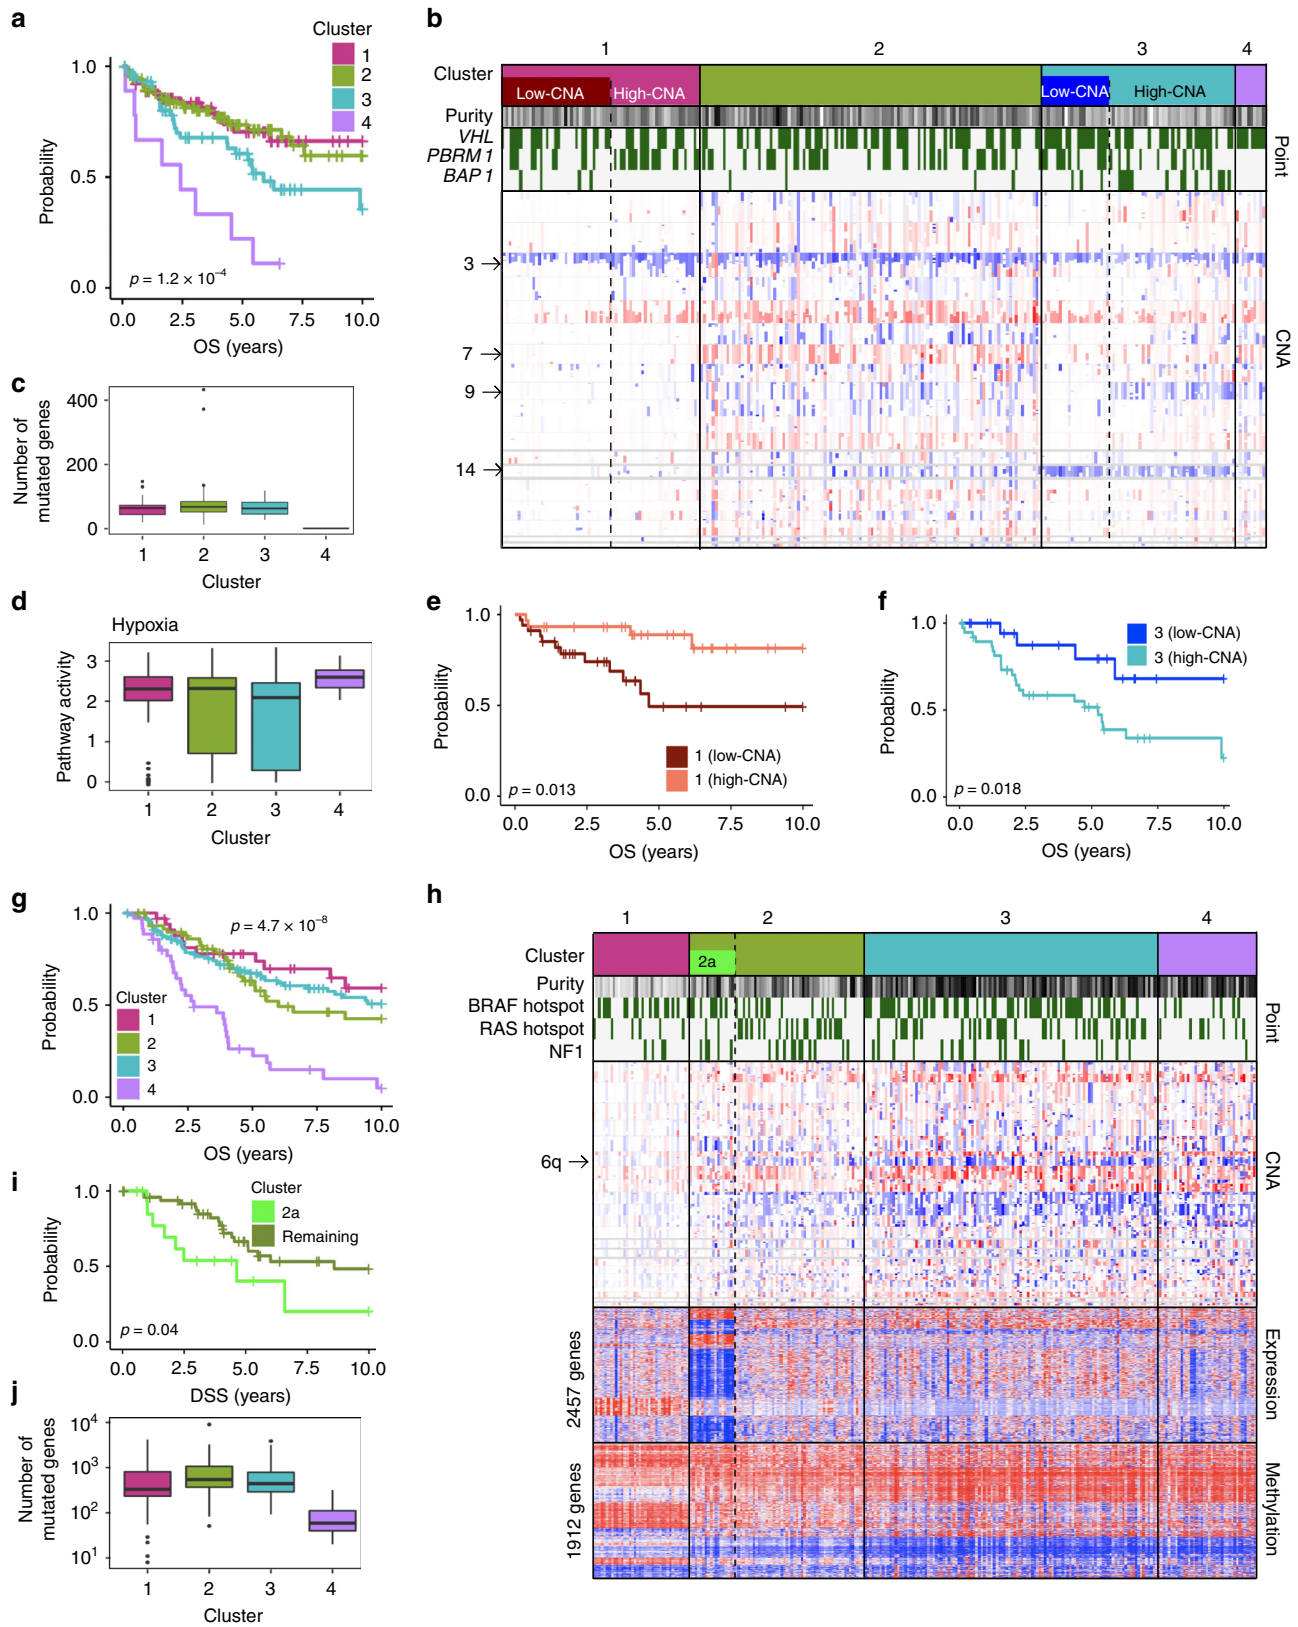 a
Cluster
1
2
3
4
1.0
0.5
0.0
Probability
p = 1.2 × 10⁻⁴
0.0 2.5 5.0 7.5 10.0
OS (years)
b
1 2 3 4
Cluster
Low-CNA High-CNA Low-CNA High-CNA
Purity
VHL
PBRM1
BAP1
Point
3
7
9
14
CNA
c
400
200
0
Number of
mutated genes
1 2 3 4
Cluster
d
Hypoxia
3
2
1
0
Pathway activity
1 2 3 4
Cluster
e
1.0
0.5
0.0
Probability
1 (low-CNA)
1 (high-CNA)
p = 0.013
0.0 2.5 5.0 7.5 10.0
OS (years)
f
1.0
0.5
0.0
Probability
3 (low-CNA)
3 (high-CNA)
p = 0.018
0.0 2.5 5.0 7.5 10.0
OS (years)
g
1.0
0.5
0.0
Probability
p = 4.7 × 10⁻⁸
Cluster
1
2
3
4
0.0 2.5 5.0 7.5 10.0
OS (years)
h
1 2 3 4
Cluster
2a
Purity
BRAF hotspot
RAS hotspot
NF1
Point
6q
CNA
2457 genes
Expression
1912 genes
Methylation
i
Cluster
2a
Remaining
1.0
0.5
0.0
Probability
p = 0.04
0.0 2.5 5.0 7.5 10.0
DSS (years)
j
10⁴
10³
10²
10¹
Number of
mutated genes
1 2 3 4
Cluster